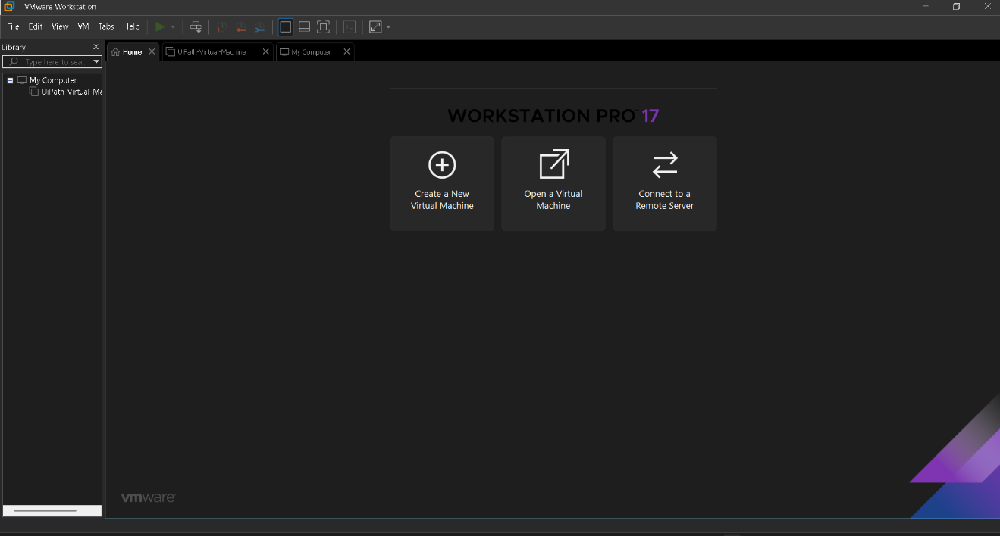 VMware Workstation
File Edit View VM Tabs Help
Library
Type here to sea...
My Computer
UiPath-Virtual-Ma
Home
UiPath-Virtual-Machine
My Computer
WORKSTATION PRO™ 17
Create a New
Virtual Machine
Open a Virtual
Machine
Connect to a
Remote Server
vmware